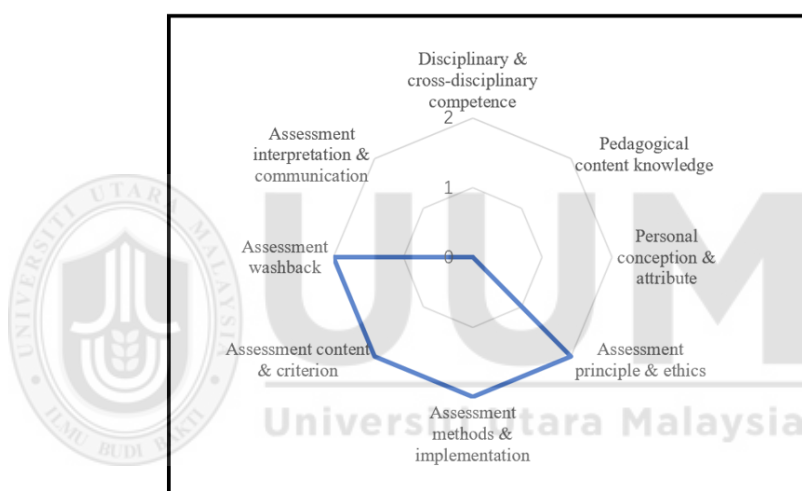 Disciplinary &
cross-disciplinary
competence
2
Assessment
interpretation &
communication
Pedagogical
content knowledge
1
Assessment
washback
0
Personal
conception &
attribute
Assessment content
& criterion
Assessment
principle & ethics
Assessment
methods &
implementation
UUM
Universiti Utara Malaysia
UNIVERSITI UTARA MALAYSIA
ILMU BUDI BAKTI